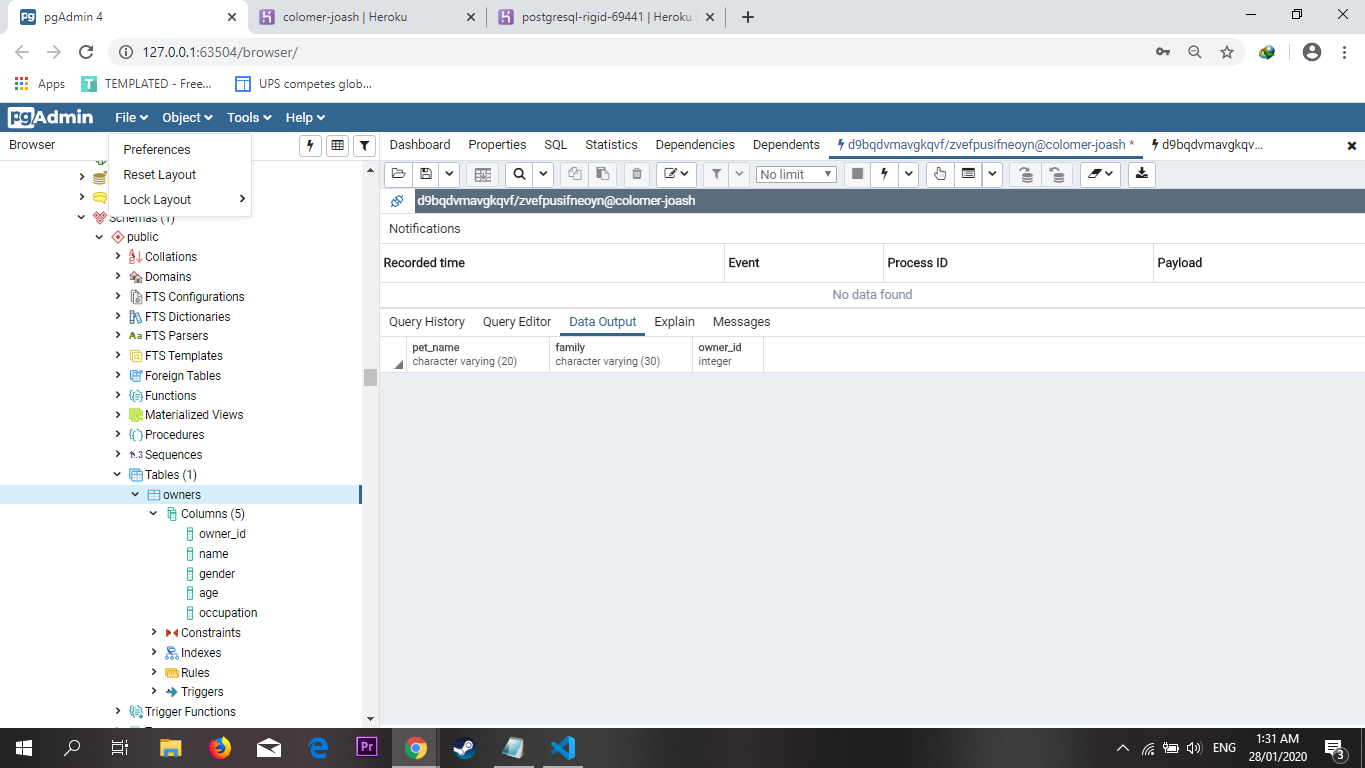 pgAdmin 4
colomer-joash | Heroku
postgresql-rigid-69441 | Heroku
127.0.0.1:63504/browser/
Apps
TEMPLATED - Free...
UPS competes glob...
pgAdmin
File
Object
Tools
Help
Browser
Preferences
Reset Layout
Lock Layout
Schemas (1)
public
Collations
Domains
FTS Configurations
FTS Dictionaries
Aa FTS Parsers
FTS Templates
Foreign Tables
Functions
Materialized Views
Procedures
1..3 Sequences
Tables (1)
owners
Columns (5)
owner_id
name
gender
age
occupation
Constraints
Indexes
Rules
Triggers
Trigger Functions
Dashboard
Properties
SQL
Statistics
Dependencies
Dependents
d9bqdvmavgkqvf/zvefpusifneoyn@colomer-joash *
d9bqdvmavgkqv...
No limit
d9bqdvmavgkqvf/zvefpusifneoyn@colomer-joash
Notifications
Recorded time
Event
Process ID
Payload
No data found
Query History
Query Editor
Data Output
Explain
Messages
pet_name
character varying (20)
family
character varying (30)
owner_id
integer
Pr
ENG
1:31 AM
28/01/2020
3